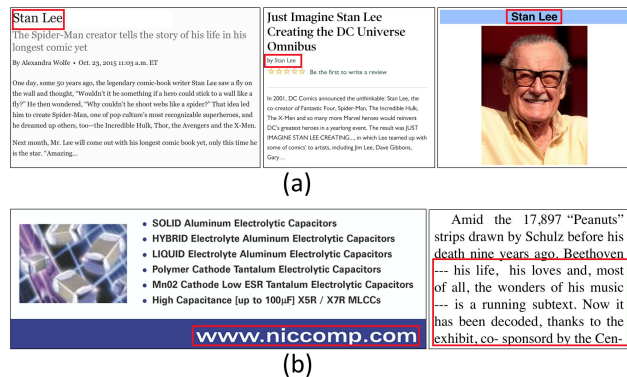 Stan Lee
The Spider-Man creator tells the story of his life in his
longest comic yet
By Alexandra Wolfe • Oct. 23, 2015 11:03 a.m. ET
One day, some 50 years ago, the legendary comic-book writer Stan Lee saw a fly on
the wall and thought, "Wouldn't it be something if a hero could stick to a wall like a
fly?" He then wondered, "Why couldn't he shoot webs like a spider?" That idea led
him to create Spider-Man, one of pop culture's most recognizable superheroes, and
he dreamed up others, too—the Incredible Hulk, Thor, the Avengers and the X-Men.
Next month, Mr. Lee will come out with his longest comic book yet, only this time he
is the star. "Amazing...
Just Imagine Stan Lee
Creating the DC Universe
Omnibus
by Stan Lee
Be the first to write a review
In 2001, DC Comics announced the unthinkable: Stan Lee, the
co-creator of Fantastic Four, Spider-Man, The Incredible Hulk,
The X-Men and so many more Marvel heroes would reinvent
DC's greatest heroes in a yearlong event. The result was JUST
IMAGINE STAN LEE CREATING..., in which Lee teamed up with
some of comics' to artists, including Jim Lee, Dave Gibbons,
Gary…
Stan Lee
(a)
• SOLID Aluminum Electrolytic Capacitors
• HYBRID Electrolyte Aluminum Electrolytic Capacitors
• LIQUID Electrolyte Aluminum Electrolytic Capacitors
• Polymer Cathode Tantalum Electrolytic Capacitors
• Mn02 Cathode Low ESR Tantalum Electrolytic Capacitors
• High Capacitance [up to 100µF] X5R / X7R MLCCs
www.niccomp.com
Amid the 17,897 “Peanuts”
strips drawn by Schulz before his
death nine years ago. Beethoven
--- his life, his loves and, most
of all, the wonders of his music
--- is a running subtext. Now it
has been decoded, thanks to the
exhibit, co- sponsord by the Cen-
(b)